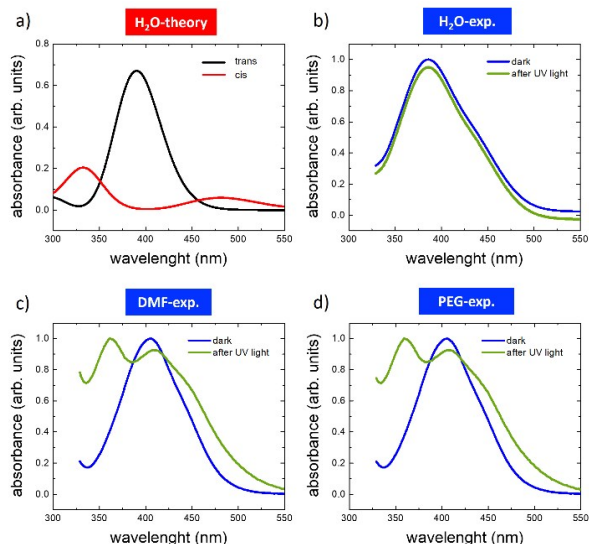 a)
H₂O-theory
0.8
0.6
0.4
0.2
0.0
300 350 400 450 500 550
absorbance (arb. units)
wavelenght (nm)
trans
cis
b)
H₂O-exp.
1.0
0.8
0.6
0.4
0.2
0.0
300 350 400 450 500 550
absorbance (arb. units)
wavelenght (nm)
dark
after UV light
c)
DMF-exp.
1.0
0.8
0.6
0.4
0.2
0.0
300 350 400 450 500 550
absorbance (arb. units)
wavelenght (nm)
dark
after UV light
d)
PEG-exp.
1.0
0.8
0.6
0.4
0.2
0.0
300 350 400 450 500 550
absorbance (arb. units)
wavelenght (nm)
dark
after UV light